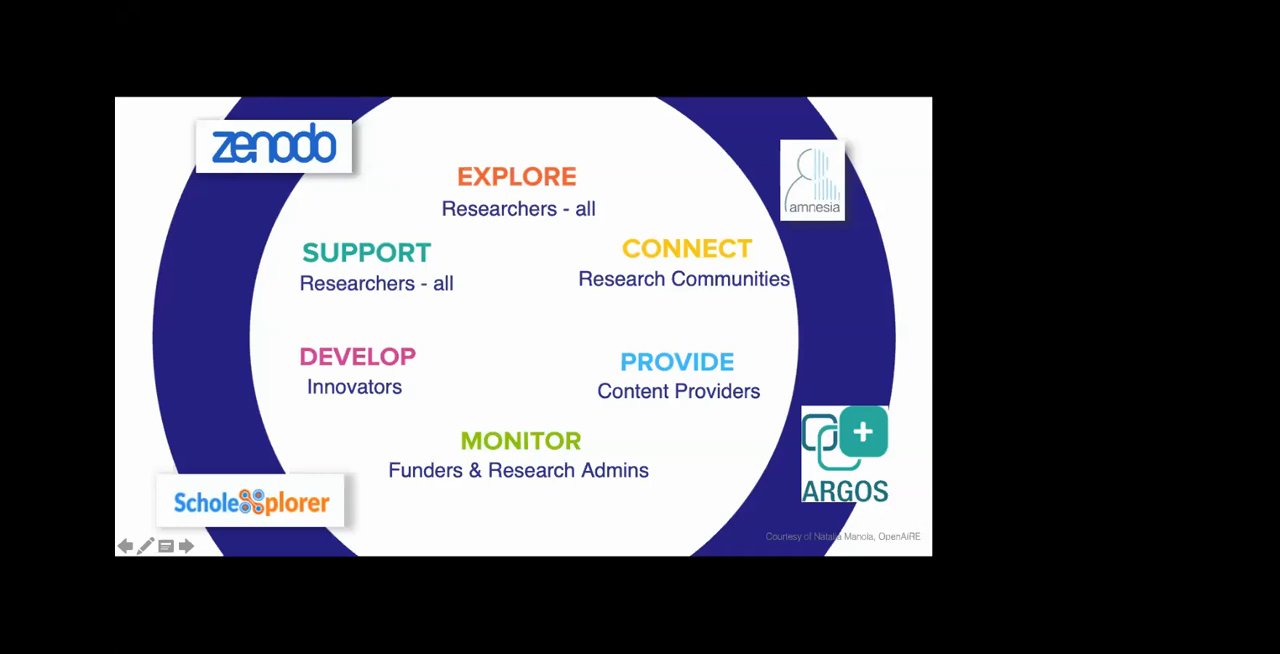 zenodo
amnesia
EXPLORE
Researchers - all
SUPPORT
Researchers - all
CONNECT
Research Communities
DEVELOP
Innovators
PROVIDE
Content Providers
MONITOR
Funders & Research Admins
ARGOS
Scholexplorer
Courtesy of Natalia Manola, OpenAIRE